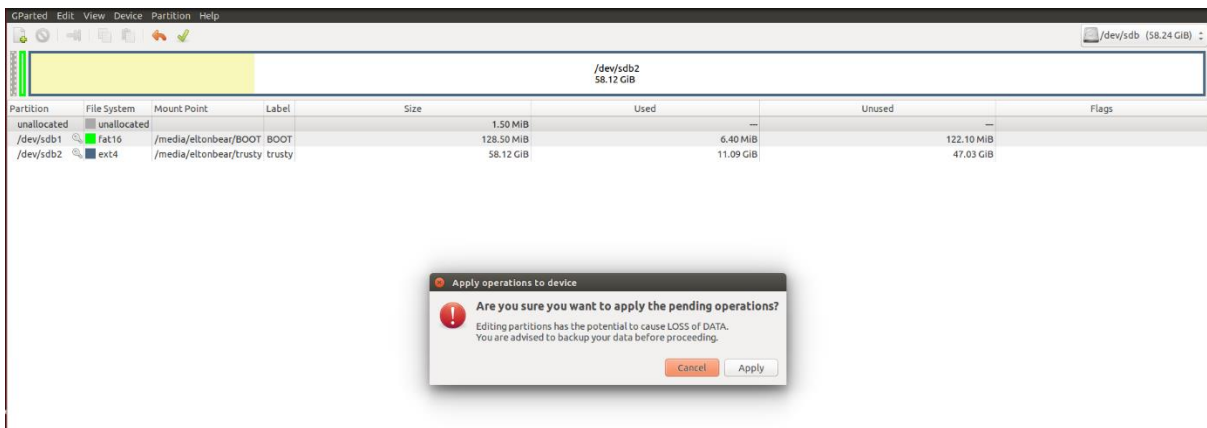 GParted Edit View Device Partition Help
/dev/sdb (58.24 GiB)
/dev/sdb2
58.12 GiB
Partition File System Mount Point Label Size Used Unused Flags
unallocated unallocated 1.50 MiB — —
/dev/sdb1 fat16 /media/eltonbear/BOOT BOOT 128.50 MiB 6.40 MiB 122.10 MiB
/dev/sdb2 ext4 /media/eltonbear/trusty trusty 58.12 GiB 11.09 GiB 47.03 GiB
Apply operations to device
Are you sure you want to apply the pending operations?
Editing partitions has the potential to cause LOSS of DATA.
You are advised to backup your data before proceeding.
Cancel Apply